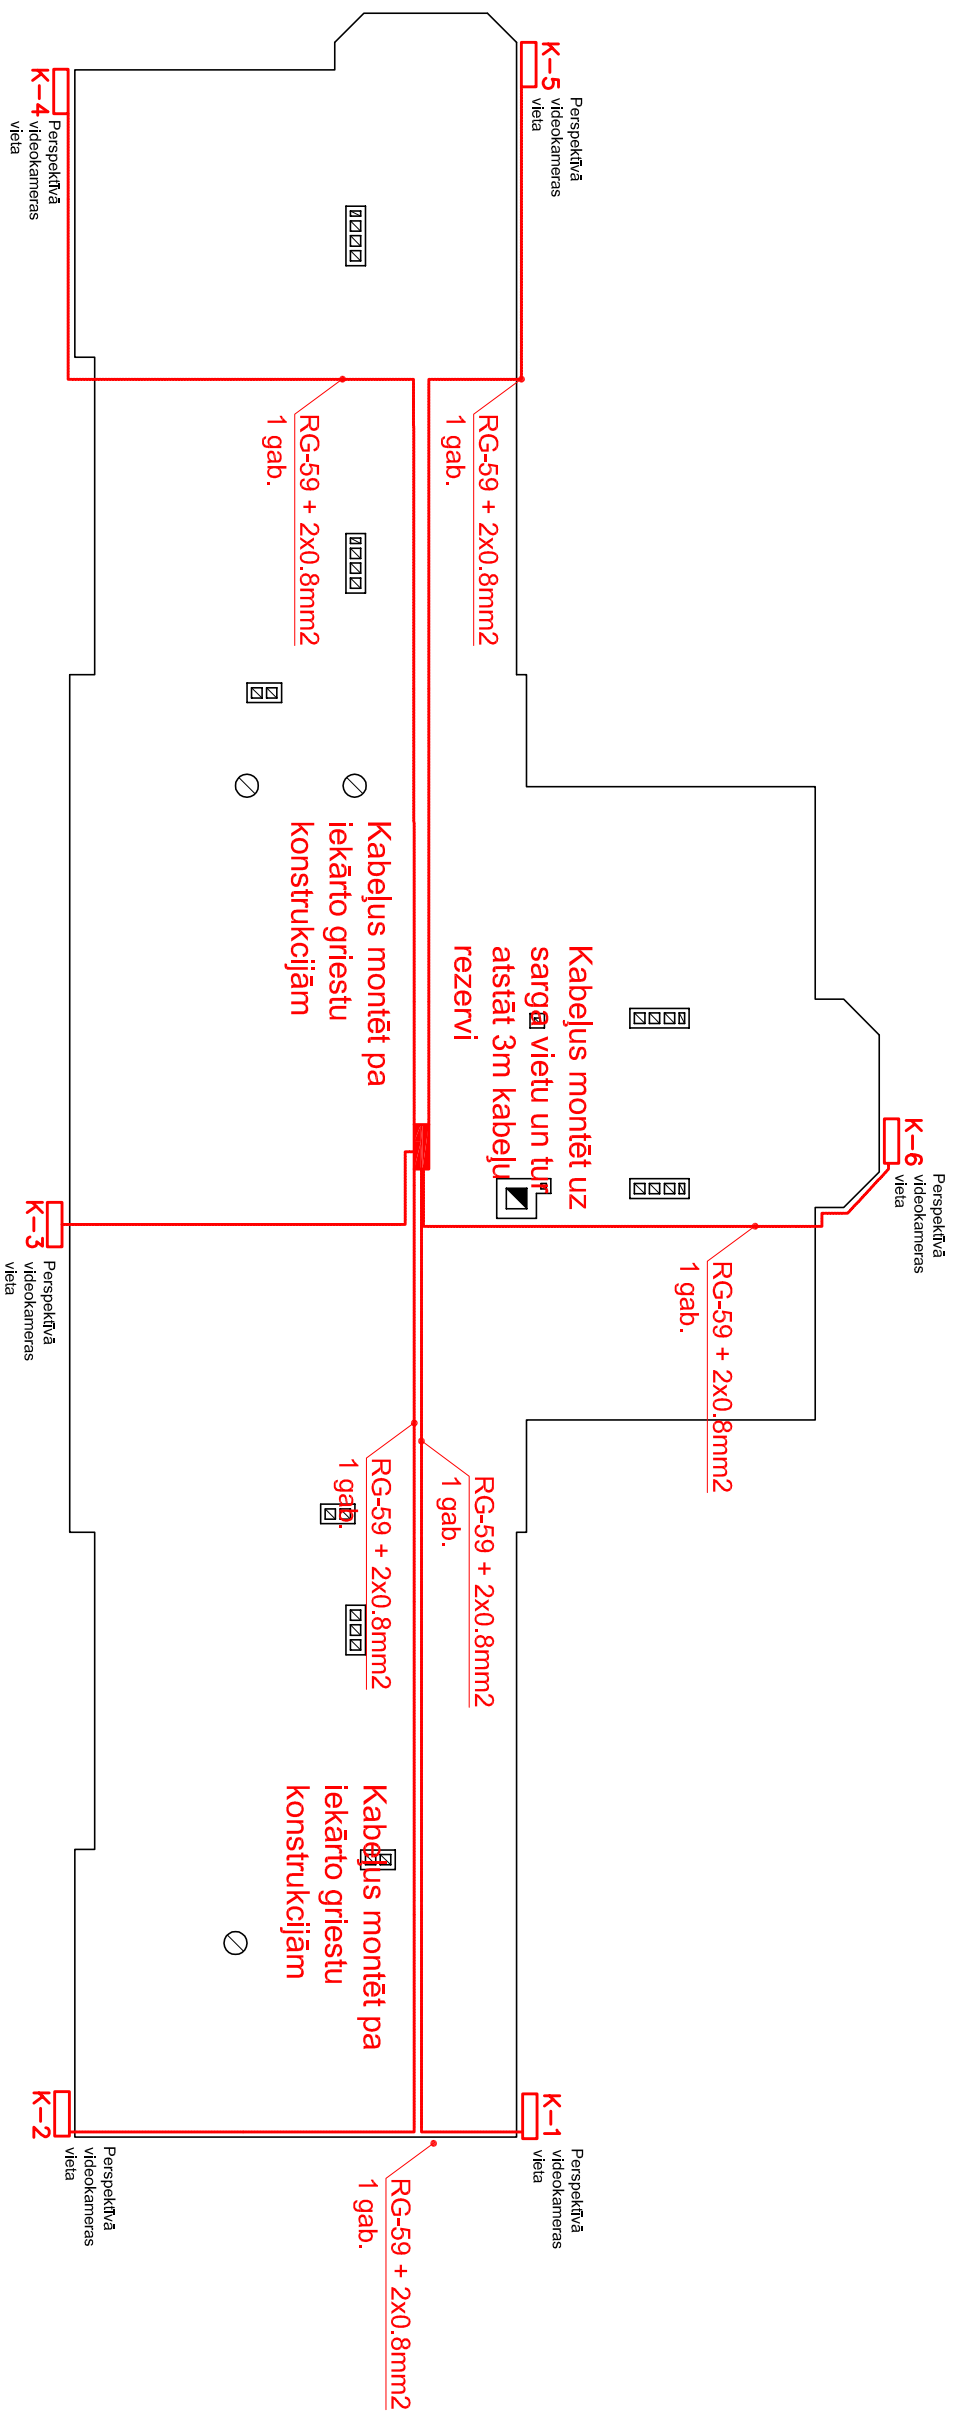 K-5
Perspektīvā
videokameras
vieta
K-4
Perspektīvā
videokameras
vieta
RG-59 + 2x0.8mm2
1 gab.
RG-59 + 2x0.8mm2
1 gab.
Kabeļus montēt pa
iekārto griestu
konstrukcijām
Kabeļus montēt uz
sarga vietu un tur
atstāt 3m kabeļu
rezervi
K-6
Perspektīvā
videokameras
vieta
K-3
Perspektīvā
videokameras
vieta
RG-59 + 2x0.8mm2
1 gab.
RG-59 + 2x0.8mm2
1 gab.
RG-59 + 2x0.8mm2
1 gab.
Kabeļus montēt pa
iekārto griestu
konstrukcijām
K-1
Perspektīvā
videokameras
vieta
K-2
Perspektīvā
videokameras
vieta
RG-59 + 2x0.8mm2
1 gab.